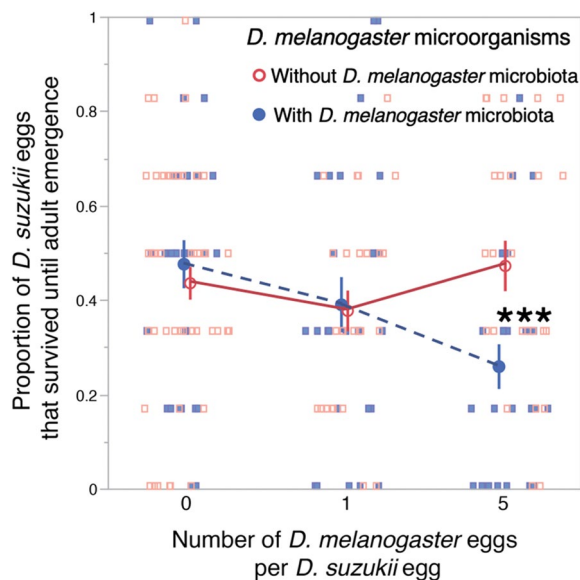 1
0.8
0.6
0.4
0.2
0
Proportion of D. suzukii eggs
that survived until adult emergence
D. melanogaster microorganisms
Without D. melanogaster microbiota
With D. melanogaster microbiota
***
0 1 5
Number of D. melanogaster eggs
per D. suzukii egg